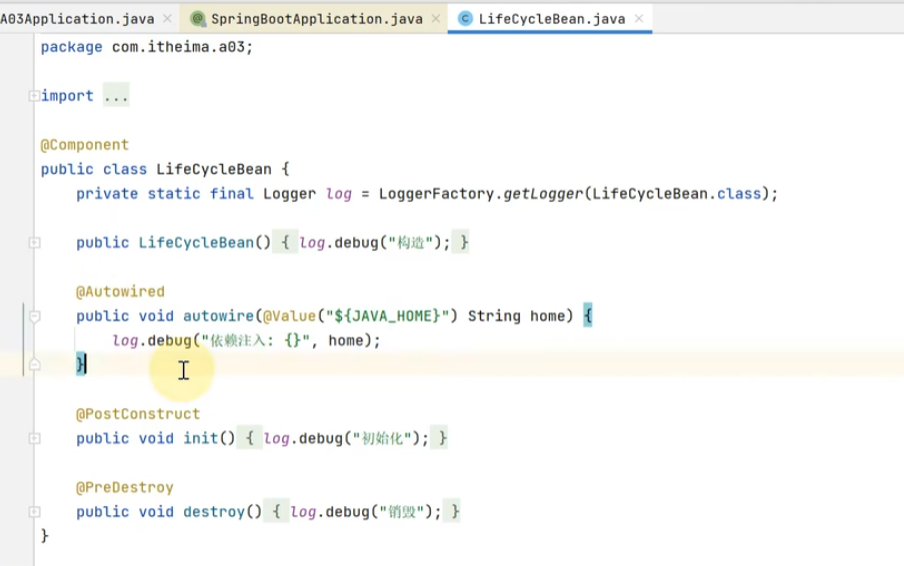 A03Application.java × SpringBootApplication.java × LifeCycleBean.java ×
package com.itheima.a03;
import ...
@Component
public class LifeCycleBean {
private static final Logger log = LoggerFactory.getLogger(LifeCycleBean.class);
public LifeCycleBean() { log.debug("构造"); }
@Autowired
public void autowire(@Value("${JAVA_HOME}") String home) {
log.debug("依赖注入: {}", home);
}
@PostConstruct
public void init() { log.debug("初始化"); }
@PreDestroy
public void destroy() { log.debug("销毁"); }
}